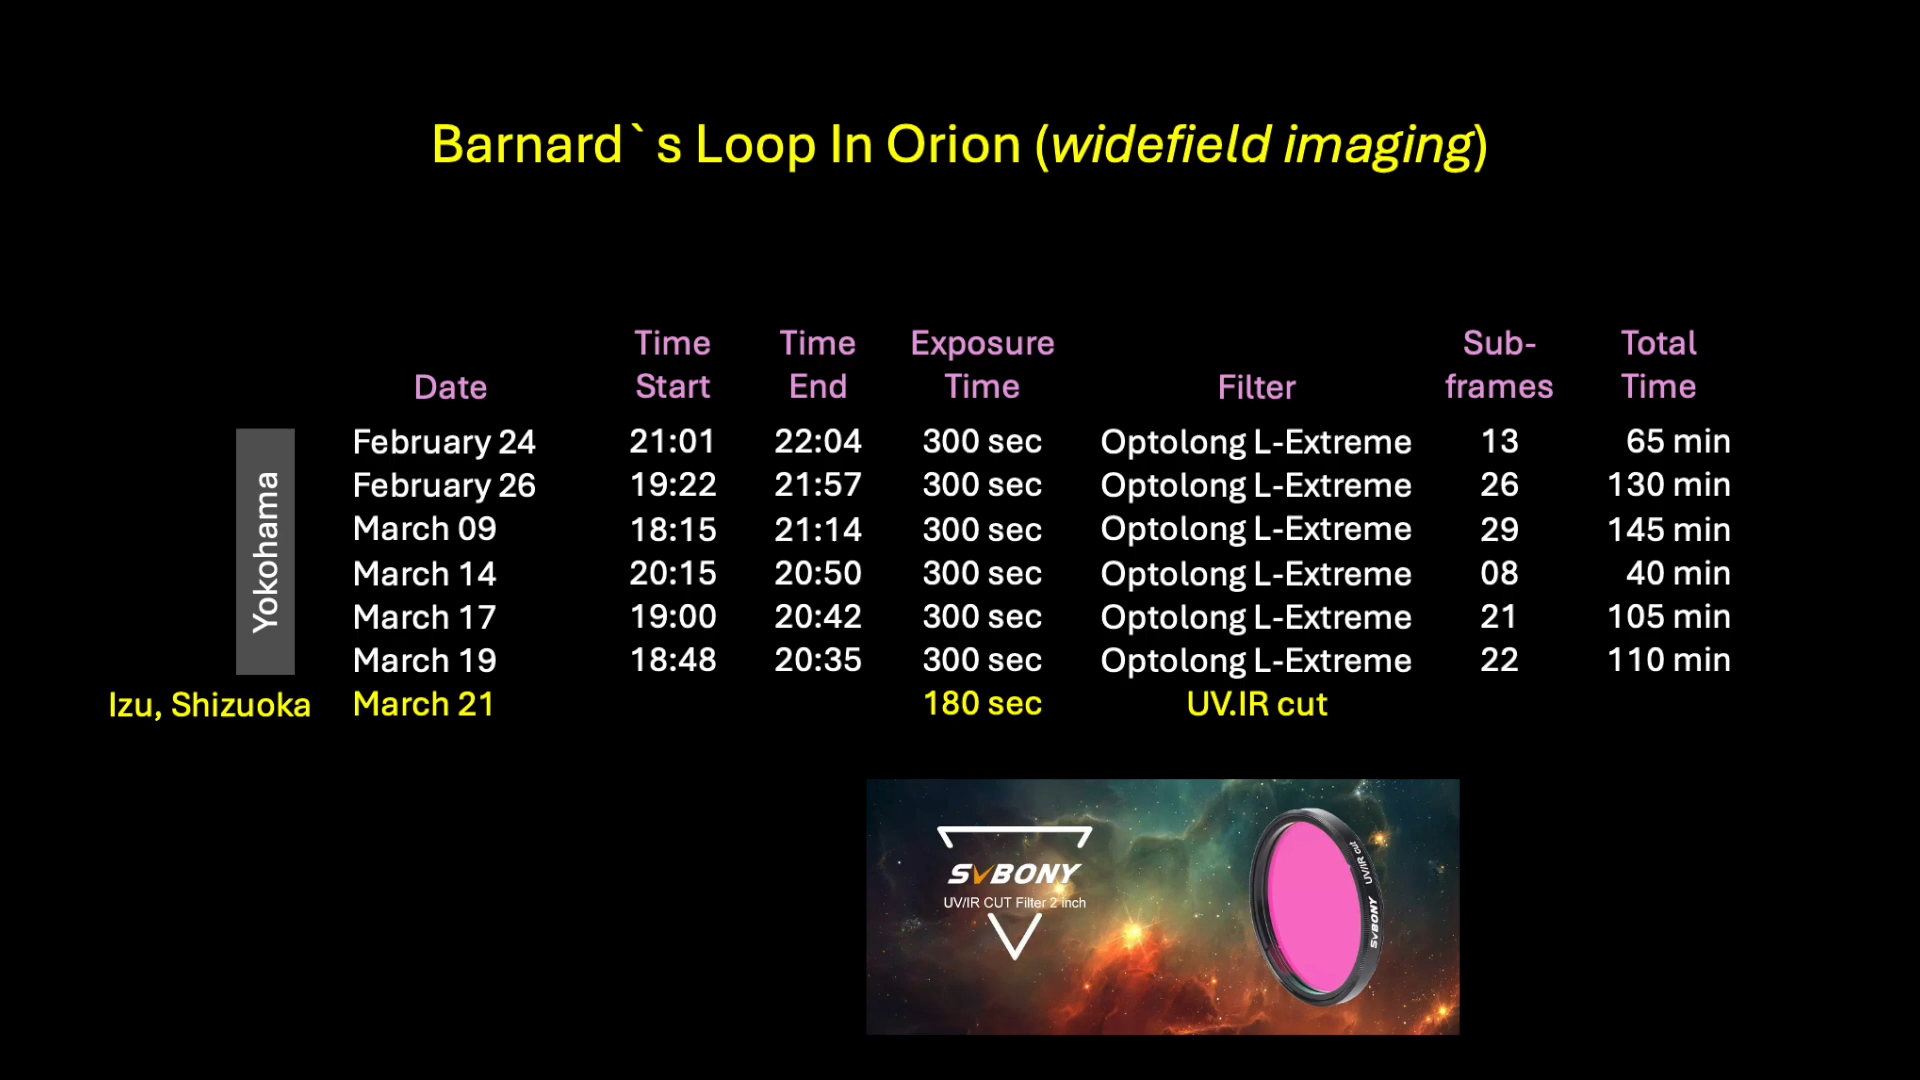 Barnard`s Loop In Orion (widefield imaging)
Date Time Start Time End Exposure Time Filter Sub-frames Total Time
Yokohama
February 24 21:01 22:04 300 sec Optolong L-Extreme 13 65 min
February 26 19:22 21:57 300 sec Optolong L-Extreme 26 130 min
March 09 18:15 21:14 300 sec Optolong L-Extreme 29 145 min
March 14 20:15 20:50 300 sec Optolong L-Extreme 08 40 min
March 17 19:00 20:42 300 sec Optolong L-Extreme 21 105 min
March 19 18:48 20:35 300 sec Optolong L-Extreme 22 110 min
Izu, Shizuoka March 21 180 sec UV.IR cut
SVBONY
UV/IR CUT Filter 2 inch
SVBONY UV/IR cut